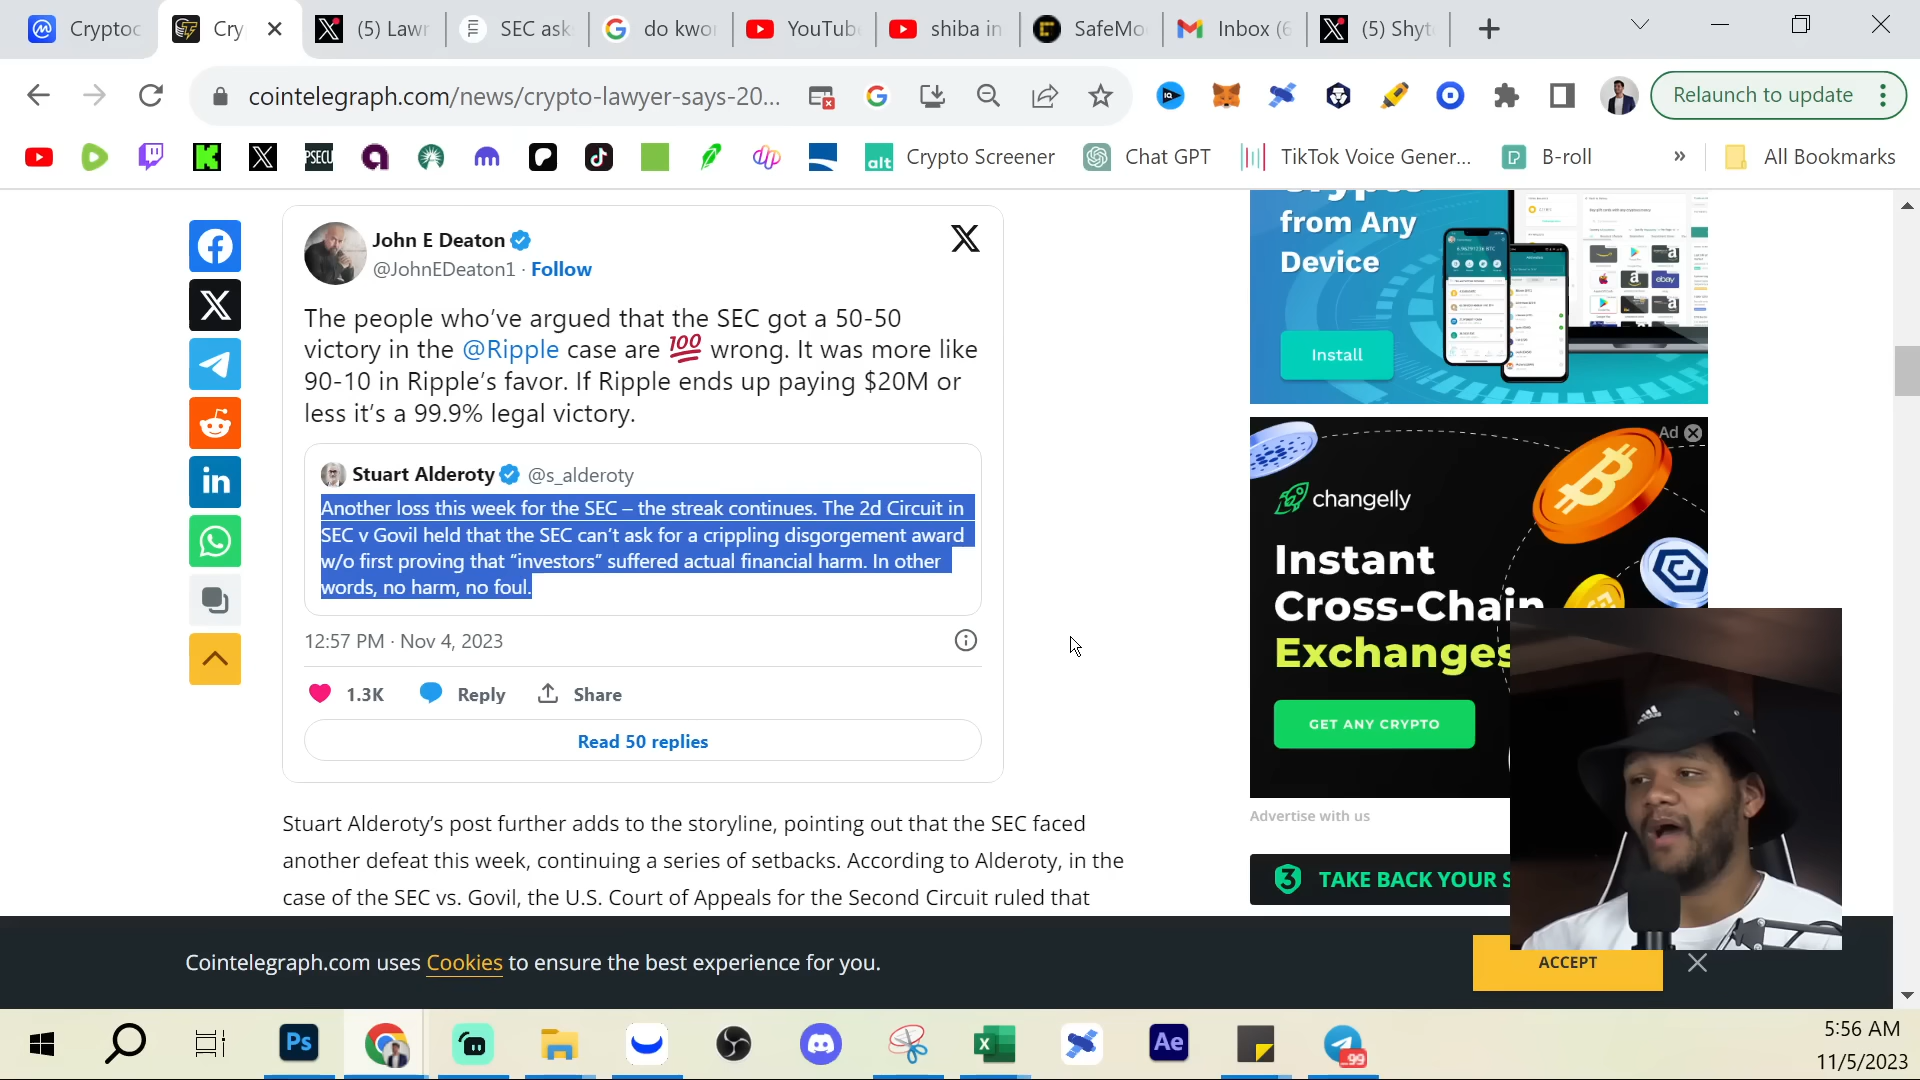 Cryptoc
Cry
(5) Lawr
SEC ask
do kwor
YouTube
shiba in
SafeMo
Inbox (6
(5) Shyt
cointelegraph.com/news/crypto-lawyer-says-20...
Relaunch to update
PSECU
alt
Crypto Screener
Chat GPT
TikTok Voice Gener...
B-roll
»
All Bookmarks
John E Deaton
@JohnEDeaton1 · Follow
The people who've argued that the SEC got a 50-50
victory in the @Ripple case are 💯 wrong. It was more like
90-10 in Ripple's favor. If Ripple ends up paying $20M or
less it's a 99.9% legal victory.
Stuart Alderoty @s_alderoty
Another loss this week for the SEC – the streak continues. The 2d Circuit in
SEC v Govil held that the SEC can't ask for a crippling disgorgement award
w/o first proving that “investors” suffered actual financial harm. In other
words, no harm, no foul.
12:57 PM · Nov 4, 2023
1.3K
Reply
Share
Read 50 replies
Stuart Alderoty's post further adds to the storyline, pointing out that the SEC faced
another defeat this week, continuing a series of setbacks. According to Alderoty, in the
case of the SEC vs. Govil, the U.S. Court of Appeals for the Second Circuit ruled that
from Any
Device
Install
Ad
changelly
Instant
Cross-Chain
Exchanges
GET ANY CRYPTO
Advertise with us
TAKE BACK YOUR S
Cointelegraph.com uses Cookies to ensure the best experience for you.
ACCEPT
Ps
Ae
99
5:56 AM
11/5/2023